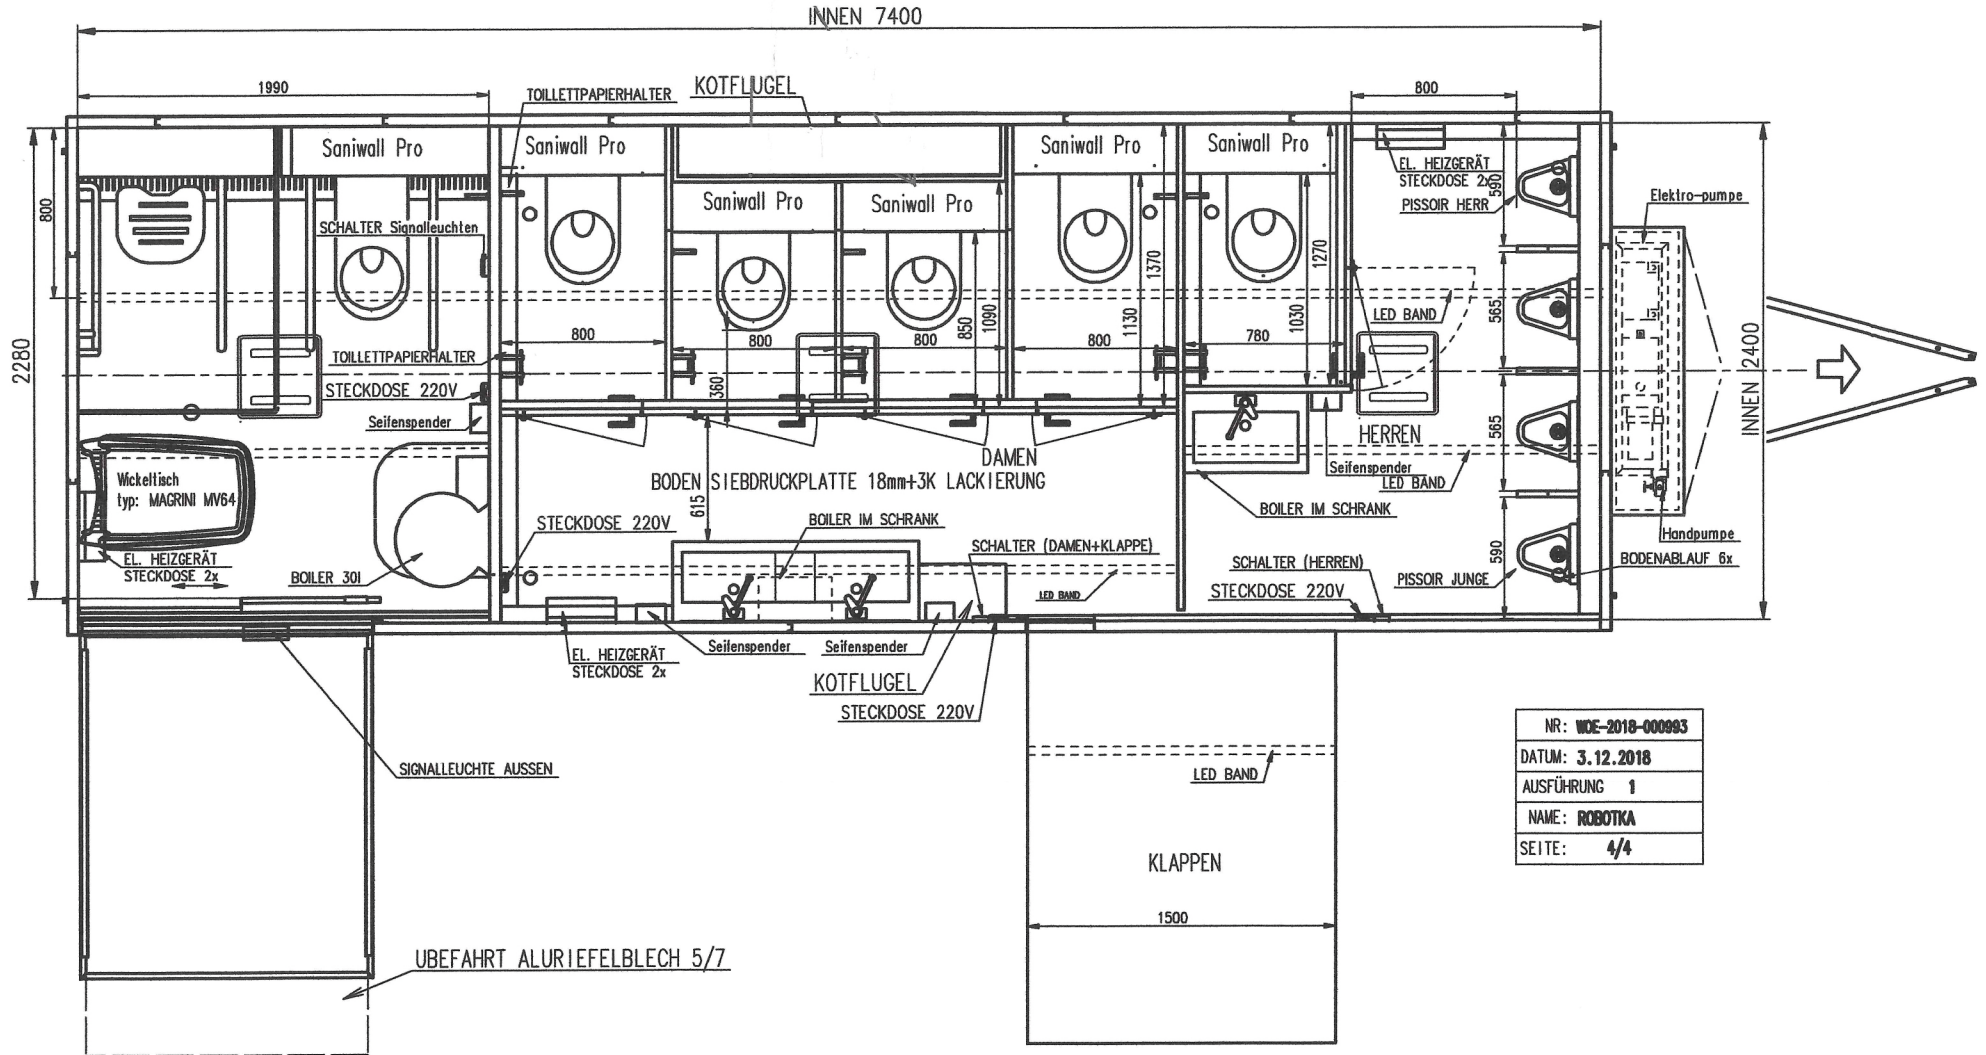 INNEN 7400
1990
TOILLETTPAPIERHALTER
KOTFLUGEL
800
Saniwall Pro
Saniwall Pro
Saniwall Pro
Saniwall Pro
Saniwall Pro
Saniwall Pro
EL. HEIZGERÄT
STECKDOSE 2x
590
PISSOIR HERR
Elektro-pumpe
800
2280
SCHALTER Signalleuchten
1370
1270
1130
1090
1030
850
360
565
LED BAND
INNEN 2400
800
800
800
800
780
TOILLETTPAPIERHALTER
STECKDOSE 220V
Seifenspender
HERREN
565
DAMEN
BODEN SIEBDRUCKPLATTE 18mm+3K LACKIERUNG
Seifenspender
LED BAND
Wickeltisch
typ: MAGRINI MV64
615
STECKDOSE 220V
BOILER IM SCHRANK
BOILER IM SCHRANK
590
Handpumpe
BODENABLAUF 6x
EL. HEIZGERÄT
STECKDOSE 2x
BOILER 30l
SCHALTER (DAMEN+KLAPPE)
SCHALTER (HERREN)
STECKDOSE 220V
PISSOIR JUNGE
LED BAND
EL. HEIZGERÄT
STECKDOSE 2x
Seifenspender
Seifenspender
KOTFLUGEL
STECKDOSE 220V
SIGNALLEUCHTE AUSSEN
LED BAND
KLAPPEN
1500
UBEFAHRT ALURIEFELBLECH 5/7
NR: WOE-2018-000993
DATUM: 3.12.2018
AUSFÜHRUNG 1
NAME: ROBOTKA
SEITE: 4/4